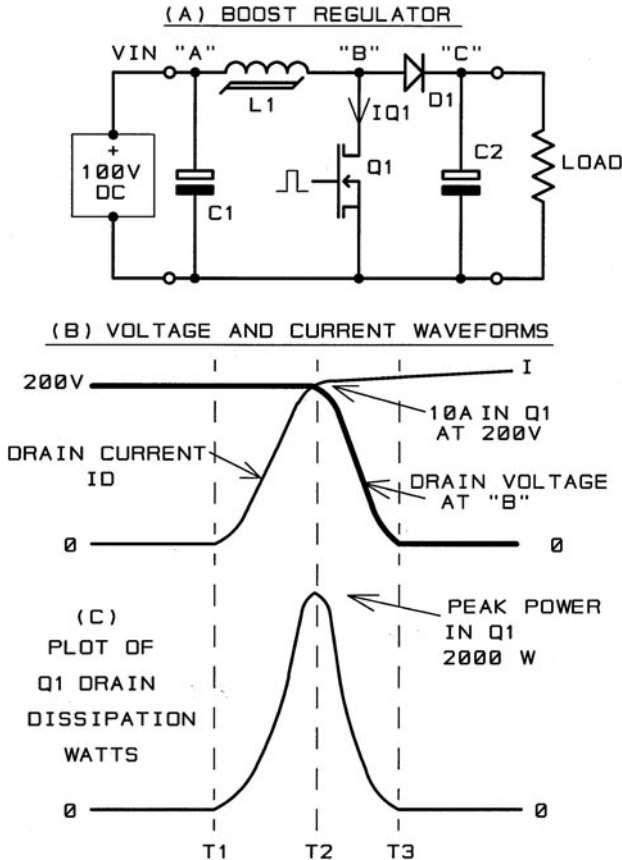 (A) BOOST REGULATOR
VIN "A" "B" "C"
L1
IQ1
D1
+
100V
DC
C1
Q1
C2
LOAD
(B) VOLTAGE AND CURRENT WAVEFORMS
200V
I
10A IN Q1
AT 200V
DRAIN CURRENT
ID
DRAIN VOLTAGE
AT "B"
0 0
(C)
PLOT OF
Q1 DRAIN
DISSIPATION
WATTS
PEAK POWER
IN Q1
2000 W
0 0
T1 T2 T3